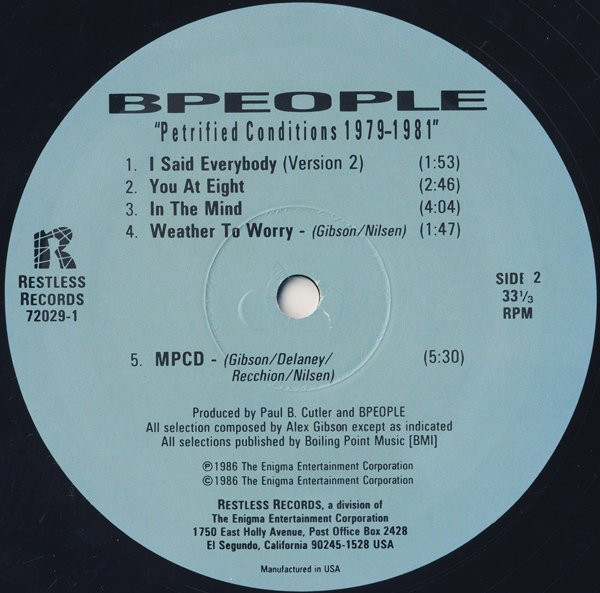 BPEOPLE
"Petrified Conditions 1979-1981"
1. I Said Everybody (Version 2) (1:53)
2. You At Eight (2:46)
3. In The Mind (4:04)
4. Weather To Worry - (Gibson/Nilsen) (1:47)
R
RESTLESS
RECORDS
72029-1
SIDE 2
33 1/3
RPM
5. MPCD - (Gibson/Delaney/ (5:30)
Recchion/Nilsen)
Produced by Paul B. Cutler and BPEOPLE
All selection composed by Alex Gibson except as indicated
All selections published by Boiling Point Music [BMI]
℗ 1986 The Enigma Entertainment Corporation
© 1986 The Enigma Entertainment Corporation
RESTLESS RECORDS, a division of
The Enigma Entertainment Corporation
1750 East Holly Avenue, Post Office Box 2428
El Segundo, California 90245-1528 USA
Manufactured in USA